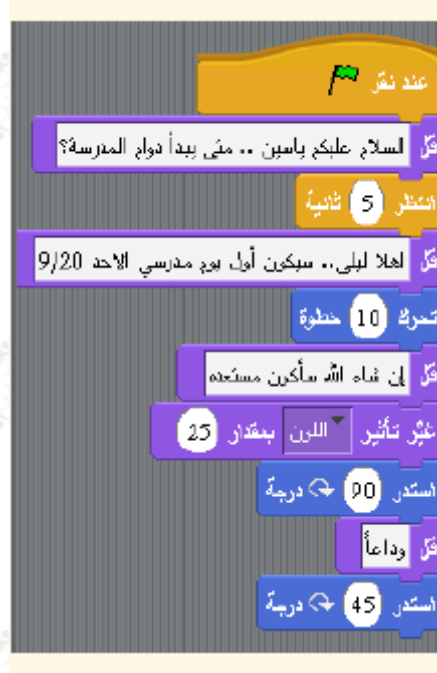 عند نقر
قل السلام عليكم ياسين .. متى يبدأ دوام المدرسة؟
انتظر 5 ثانية
قل اهلا ليلى.. سيكون أول يوم مدرسي الاحد 9/20
تحرك 10 خطوة
قل إن شاء الله سأكون مستعده
غيّر تأثير اللون بمقدار 25
استدر 90 درجة
قل وداعاً
استدر 45 درجة